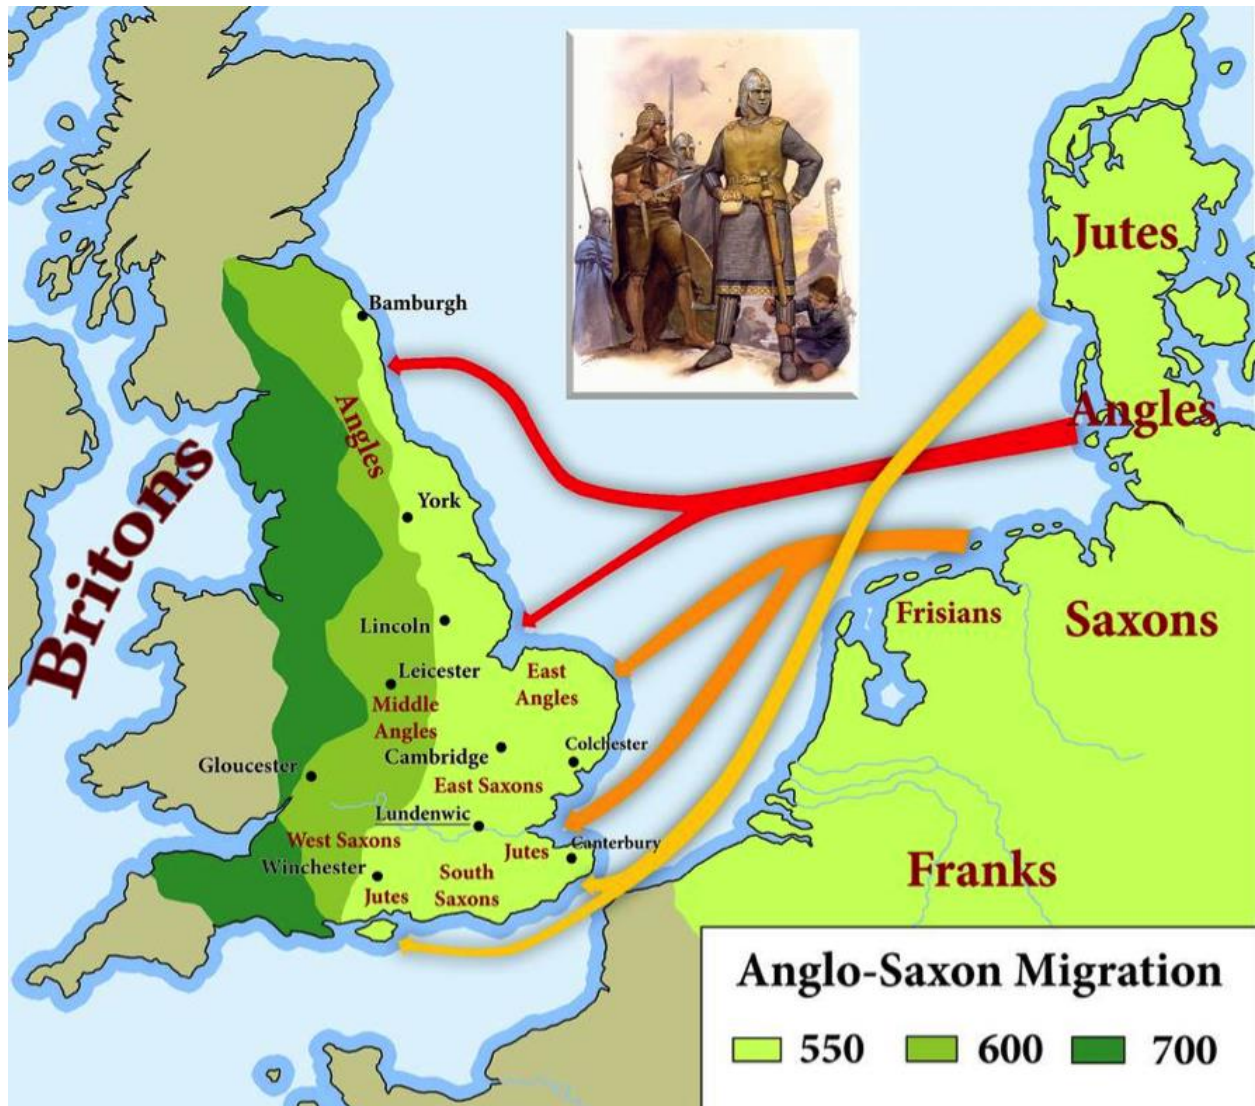 Jutes
Bamburgh
Angles
Angles
Britons
York
Frisians
Saxons
Lincoln
Leicester
East
Angles
Middle
Angles
Colchester
Cambridge
Gloucester
East Saxons
Lundenwic
West Saxons
Canterbury
Jutes
Winchester
South
Saxons
Jutes
Franks
Anglo-Saxon Migration
550
600
700